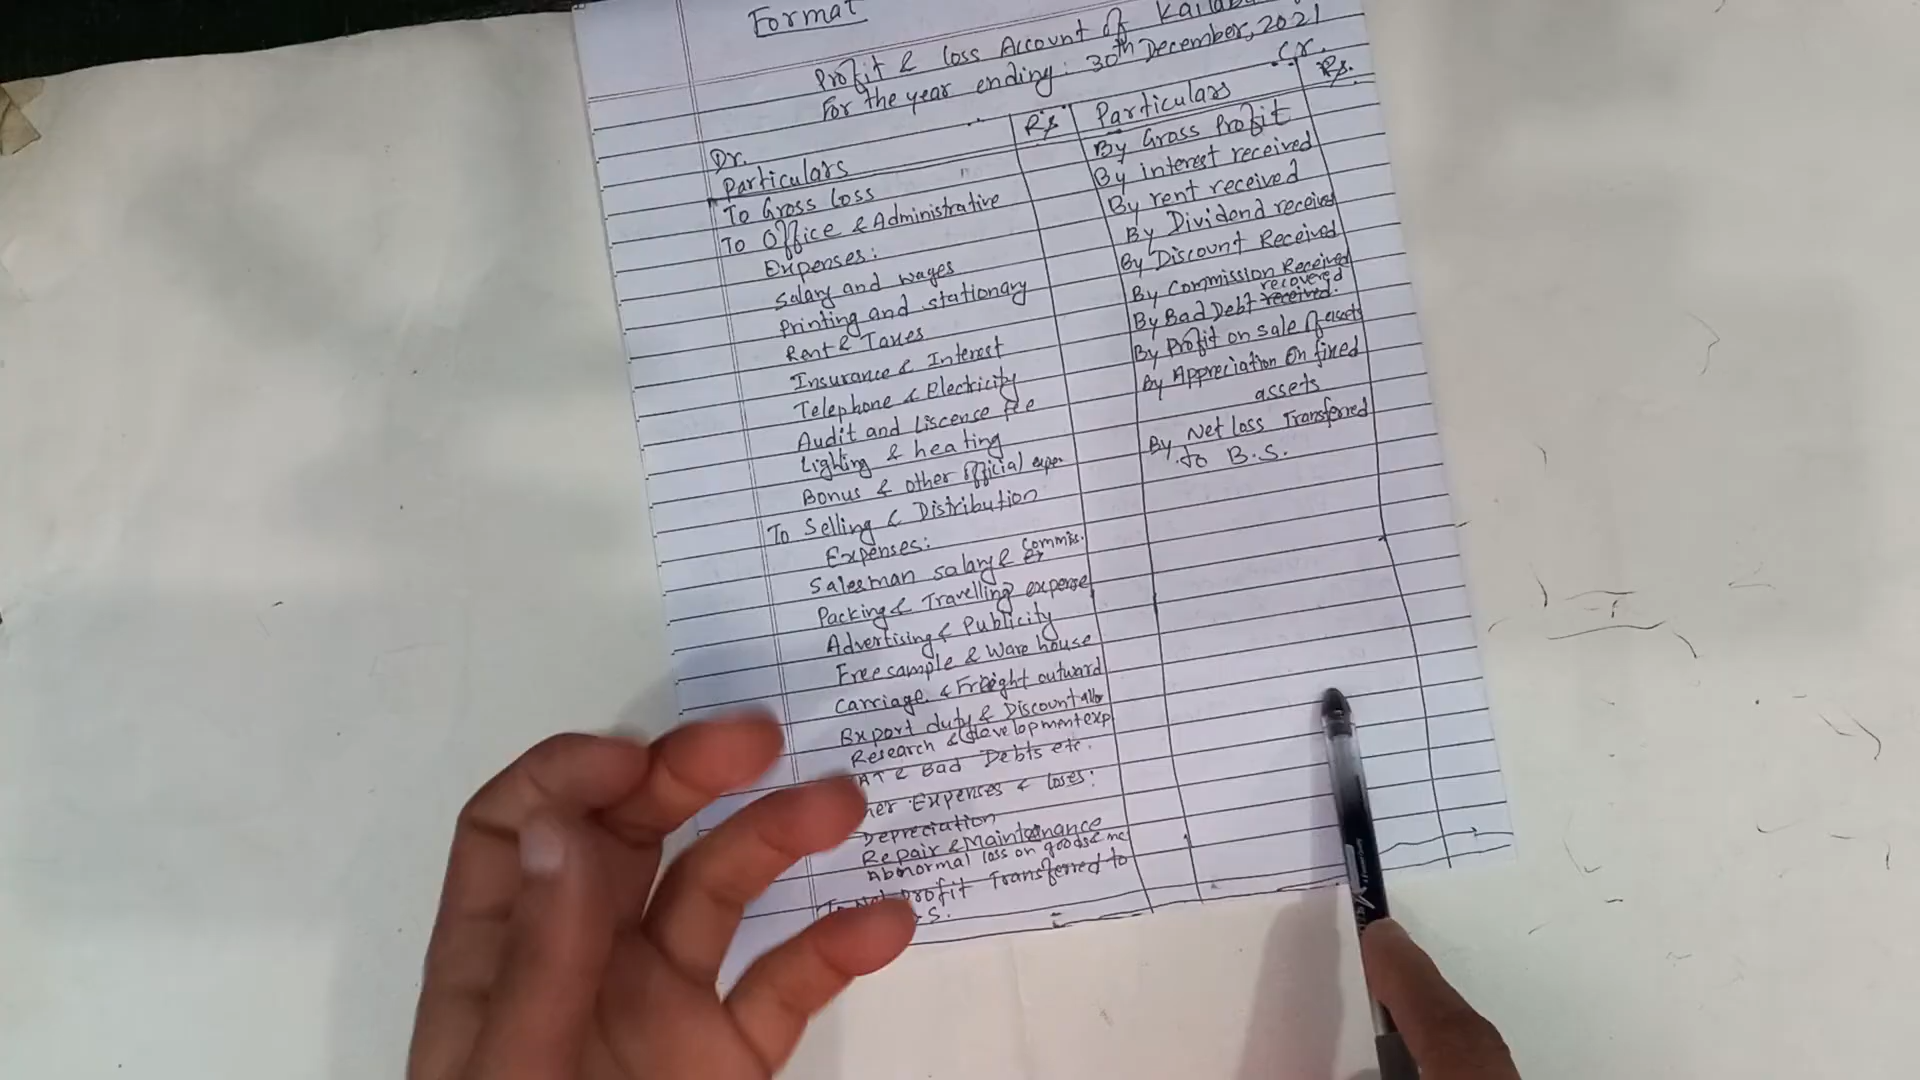 Format
Profit & loss Account of
For the year ending: 30th December, 2021
Dr.
Cr.
Particulars
Rs
To Gross loss
To Office & Administrative
Expenses:
Salary and wages
Printing and stationary
Rent & Taxes
Insurance & Interest
Telephone & Electricity
Audit and Liscense fee
Lighting & heating
Bonus & other official expen
To Selling & Distribution
Expenses:
Salesman salary & Commiss.
Packing & Travelling expense
Advertising & Publicity
Free sample & Ware house
Carriage & Freight outward
Export duty & Discount allo
Research & development exp
& Bad Debts etc.
Expenses & loses:
Depreciation
Repair & Maintenance
Abnormal loss on goods & mc
Profit Transferred to
S.
Particulars
Rs.
By Gross Profit
By interest received
By rent received
By Dividend received
By Discount Received
By Commission Received
By Bad Debt recovered
By Profit on sale of assets
By Appreciation On fixed
assets
By Net loss Transferred
to B.S.